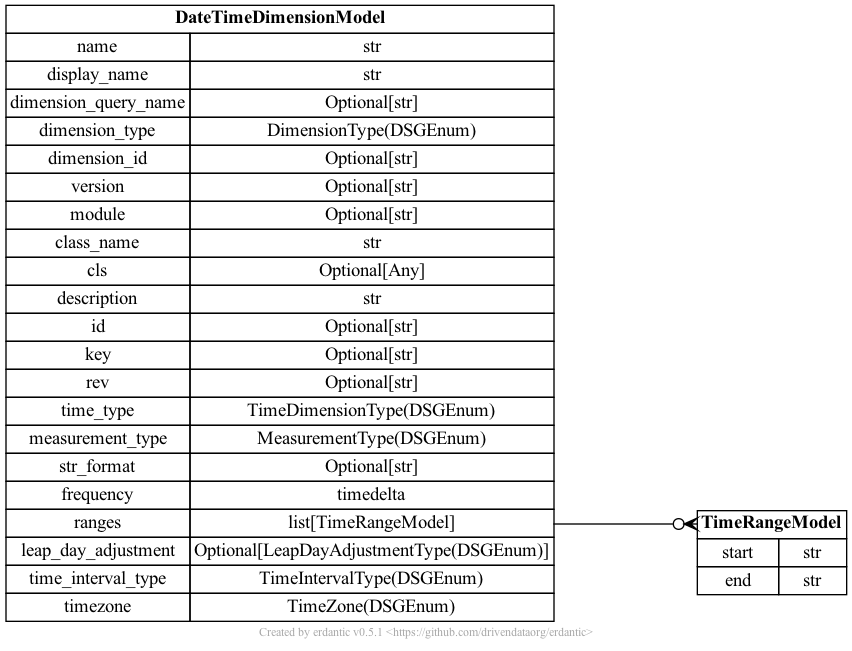 DateTimeDimensionModel
name str
display_name str
dimension_query_name Optional[str]
dimension_type DimensionType(DSGEnum)
dimension_id Optional[str]
version Optional[str]
module Optional[str]
class_name str
cls Optional[Any]
description str
id Optional[str]
key Optional[str]
rev Optional[str]
time_type TimeDimensionType(DSGEnum)
measurement_type MeasurementType(DSGEnum)
str_format Optional[str]
frequency timedelta
ranges list[TimeRangeModel]
leap_day_adjustment Optional[LeapDayAdjustmentType(DSGEnum)]
time_interval_type TimeIntervalType(DSGEnum)
timezone TimeZone(DSGEnum)
TimeRangeModel
start str
end str
Created by erdantic v0.5.1 <https://github.com/drivendataorg/erdantic>